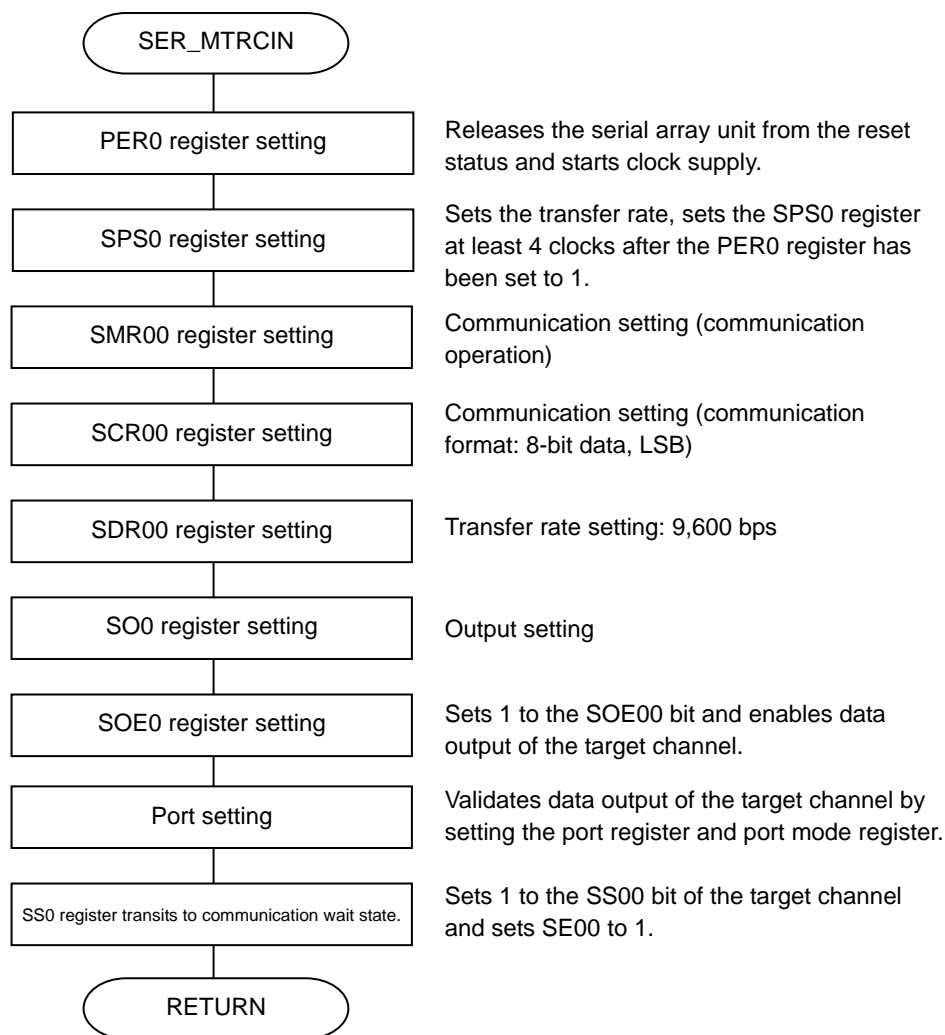 SER_MTRCIN
PER0 register setting
Releases the serial array unit from the reset
status and starts clock supply.
SPS0 register setting
Sets the transfer rate, sets the SPS0 register
at least 4 clocks after the PER0 register has
been set to 1.
SMR00 register setting
Communication setting (communication
operation)
SCR00 register setting
Communication setting (communication
format: 8-bit data, LSB)
SDR00 register setting
Transfer rate setting: 9,600 bps
SO0 register setting
Output setting
SOE0 register setting
Sets 1 to the SOE00 bit and enables data
output of the target channel.
Port setting
Validates data output of the target channel by
setting the port register and port mode register.
SS0 register transits to communication wait state.
Sets 1 to the SS00 bit of the target channel
and sets SE00 to 1.
RETURN